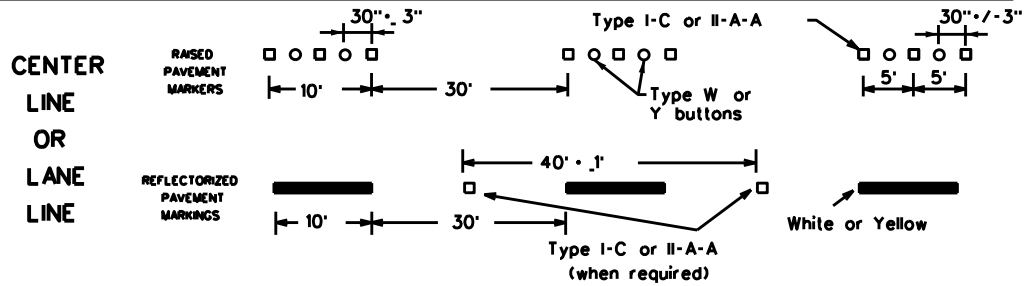 30"·_ 3"
Type I-C or II-A-A
30"·/-3"
CENTER
LINE
OR
LANE
LINE
RAISED
PAVEMENT
MARKERS
10'
30'
Type W or
Y buttons
5'
5'
REFLECTORIZED
PAVEMENT
MARKINGS
40' · _1'
10'
30'
Type I-C or II-A-A
(when required)
White or Yellow